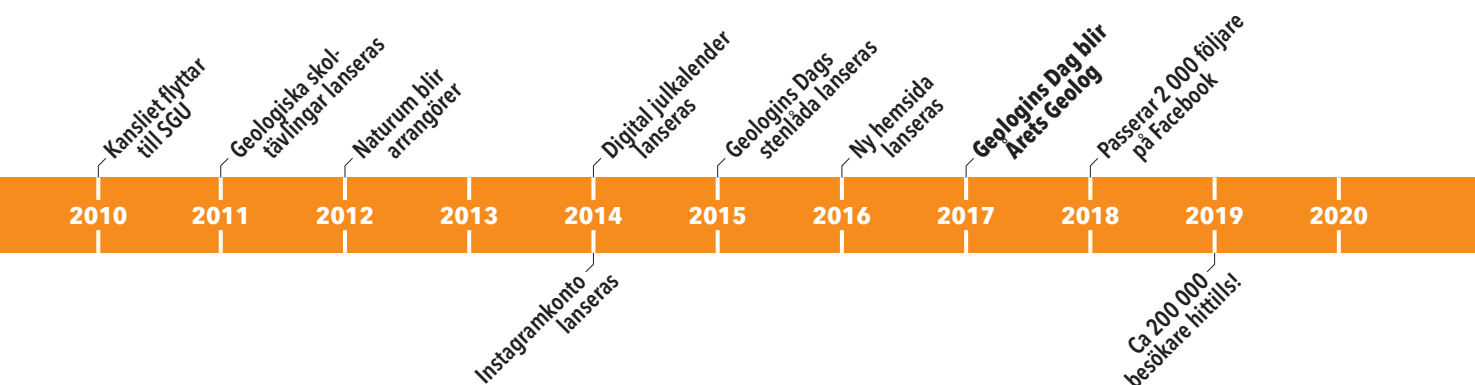 Kansliet flyttar
till SGU
Geologiska skol-
tävlingar lanseras
Naturum blir
arrangörer
Digital julkalender
lanseras
Geologins Dags
stenlåda lanseras
Ny hemsida
lanseras
Geologins Dag blir
Årets Geolog
Passerar 2 000 följare
på Facebook
2010 2011 2012 2013 2014 2015 2016 2017 2018 2019 2020
Instagramkonto
lanseras
Ca 200 000
besökare hittills!